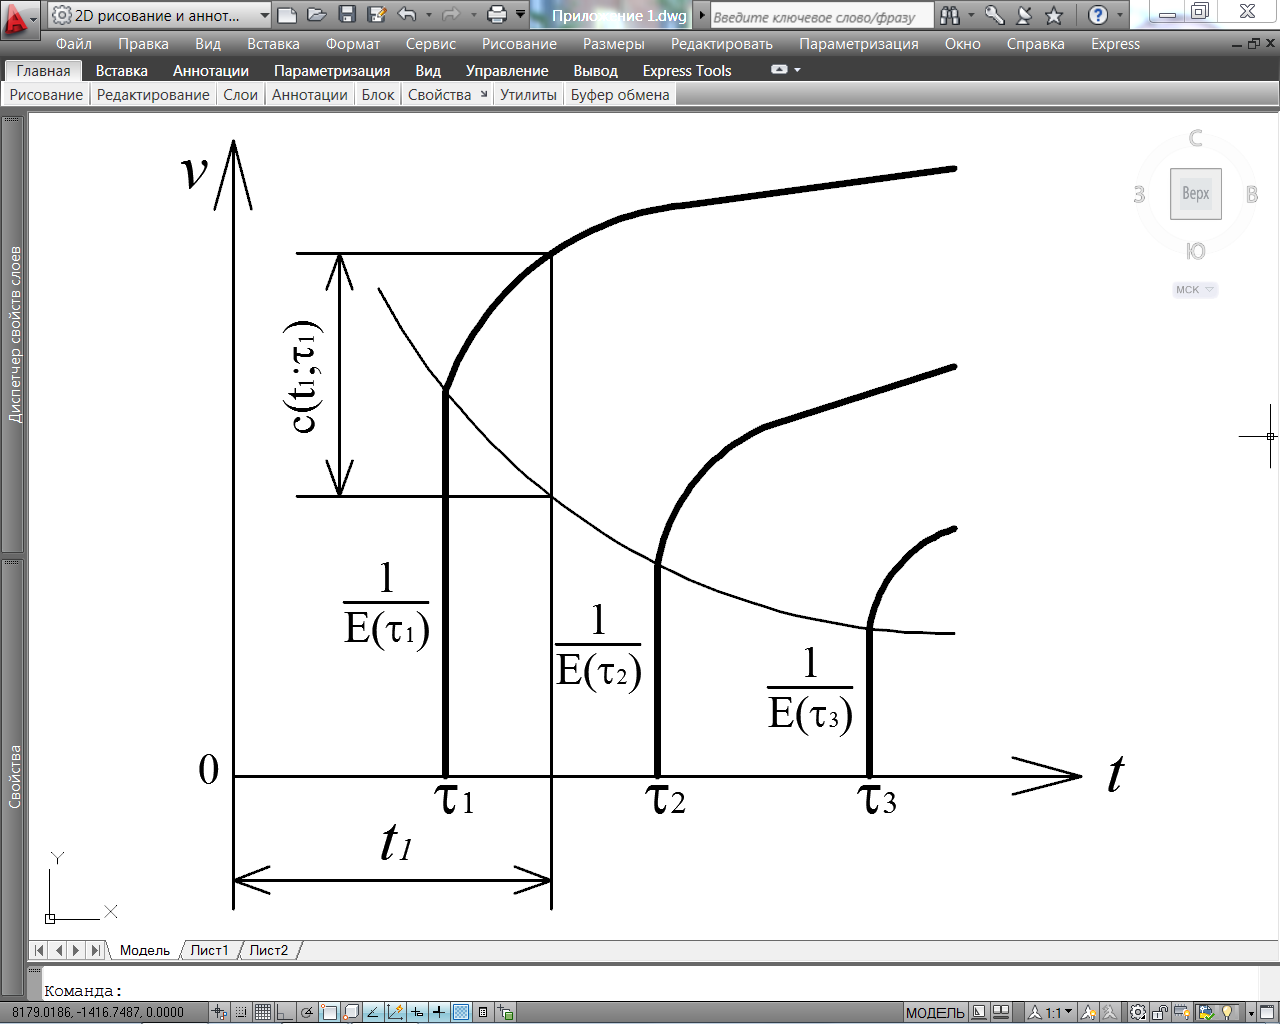 2D рисование и аннот...
Приложение 1.dwg
Введите ключевое слово/фразу
Файл Правка Вид Вставка Формат Сервис Рисование Размеры Редактировать Параметризация Окно Справка Express
Главная Вставка Аннотации Параметризация Вид Управление Вывод Express Tools
Рисование Редактирование Слои Аннотации Блок Свойства Утилиты Буфер обмена
Диспетчер свойств слоев
Свойства
С
З Верх В
Ю
МСК
v
c(t1;τ1)
1
E(τ1)
1
E(τ2)
1
E(τ3)
0
τ1 τ2 τ3
t
t1
Y
X
Модель Лист1 Лист2
Команда:
8179.0186, -1416.7487, 0.0000
МОДЕЛЬ
1:1